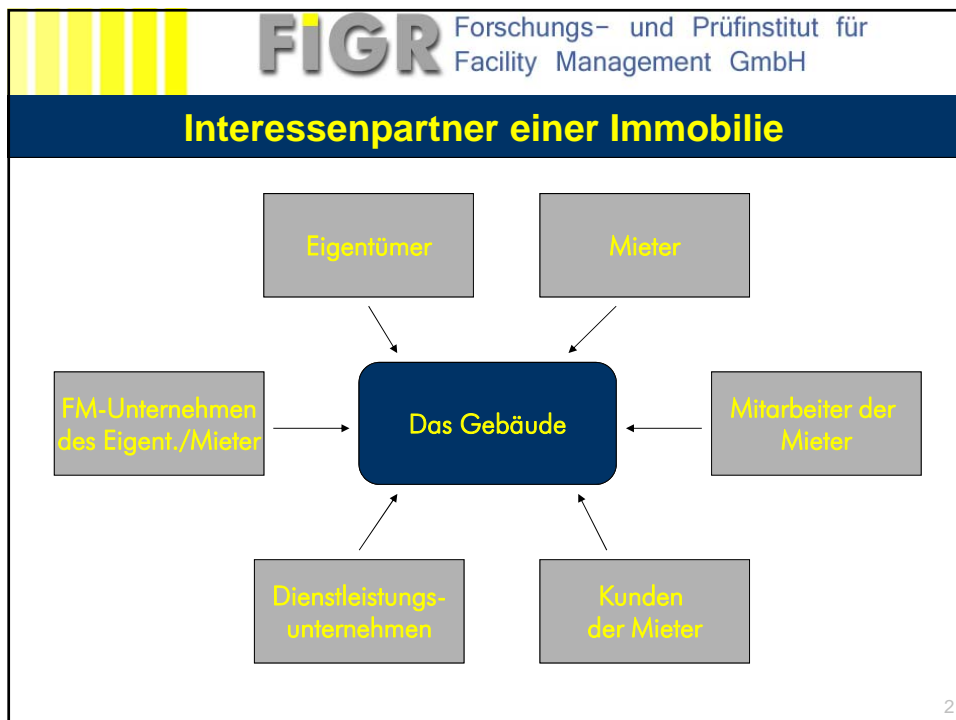 FiGR Forschungs- und Prüfinstitut für
Facility Management GmbH
Interessenpartner einer Immobilie
Eigentümer
Mieter
FM-Unternehmen
des Eigent./Mieter
Das Gebäude
Mitarbeiter der
Mieter
Dienstleistungs-
unternehmen
Kunden
der Mieter
2